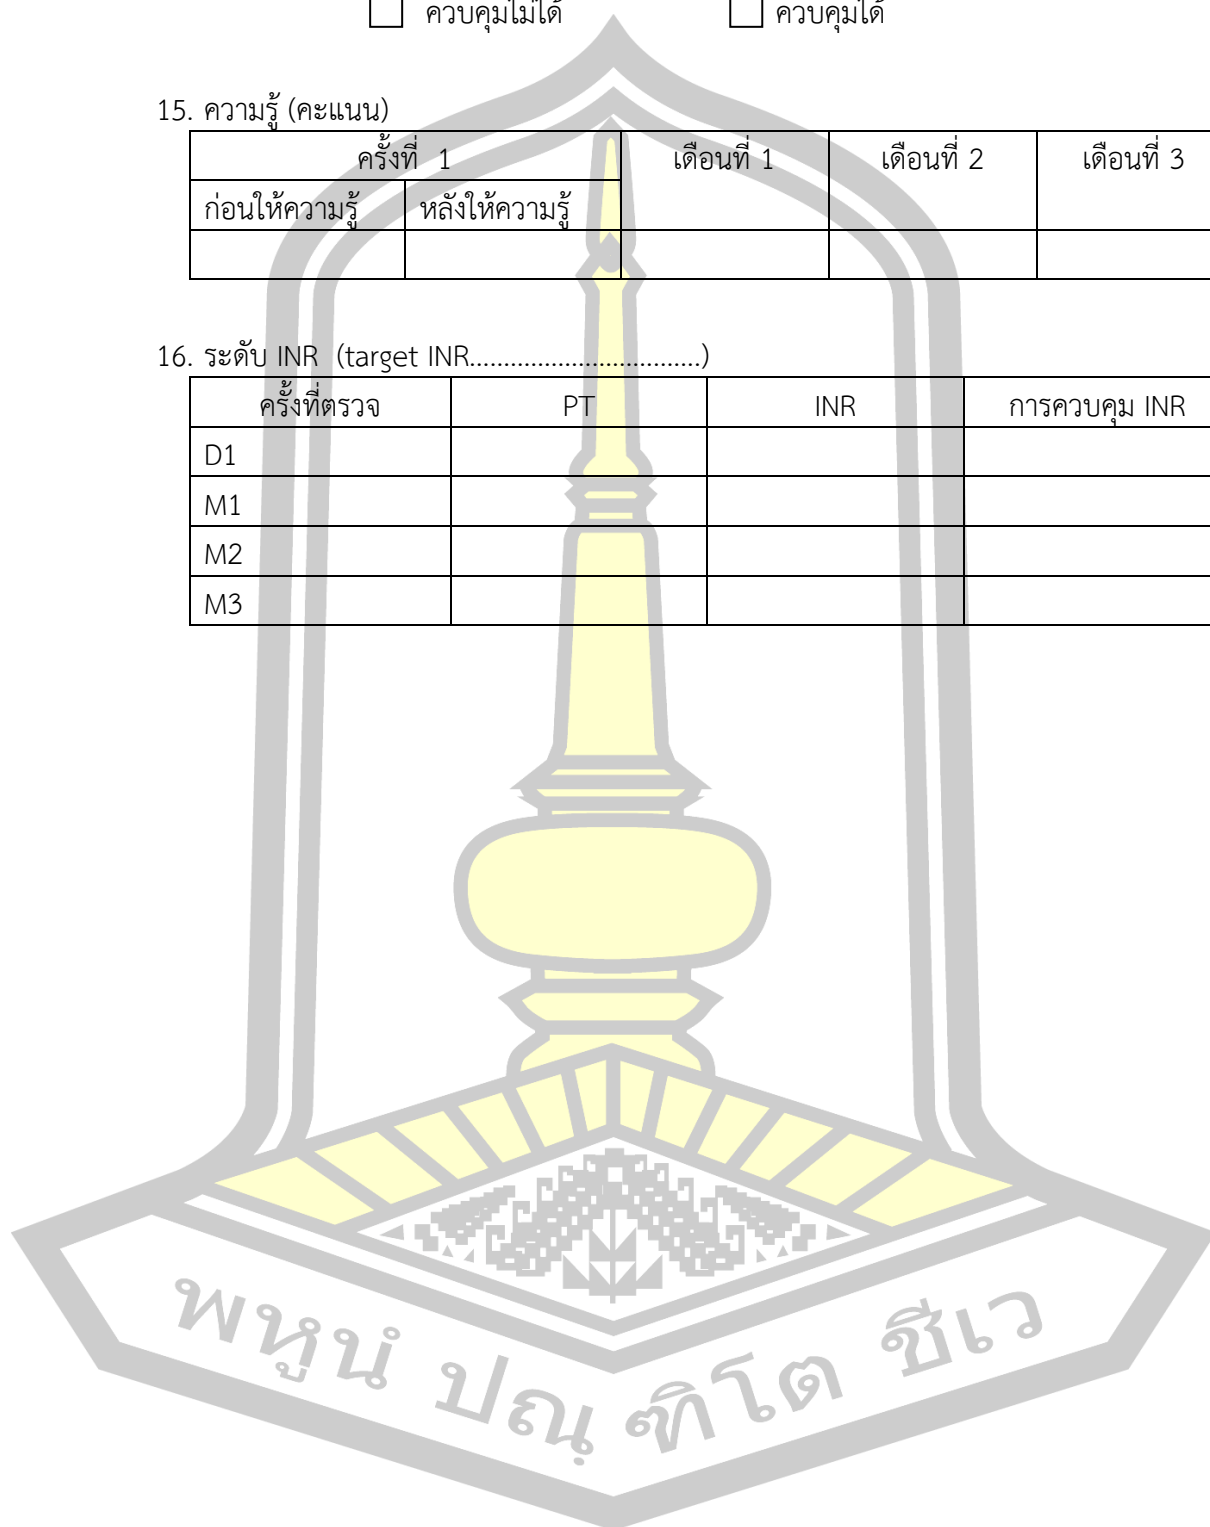 ควบคุมไม่ได้ ควบคุมได้
15. ความรู้ (คะแนน)
ครั้งที่ 1 เดือนที่ 1 เดือนที่ 2 เดือนที่ 3
ก่อนให้ความรู้ หลังให้ความรู้
16. ระดับ INR (target INR..................................)
ครั้งที่ตรวจ PT INR การควบคุม INR
D1
M1
M2
M3
พหูนํ ปณฺฑิโต ชีเว